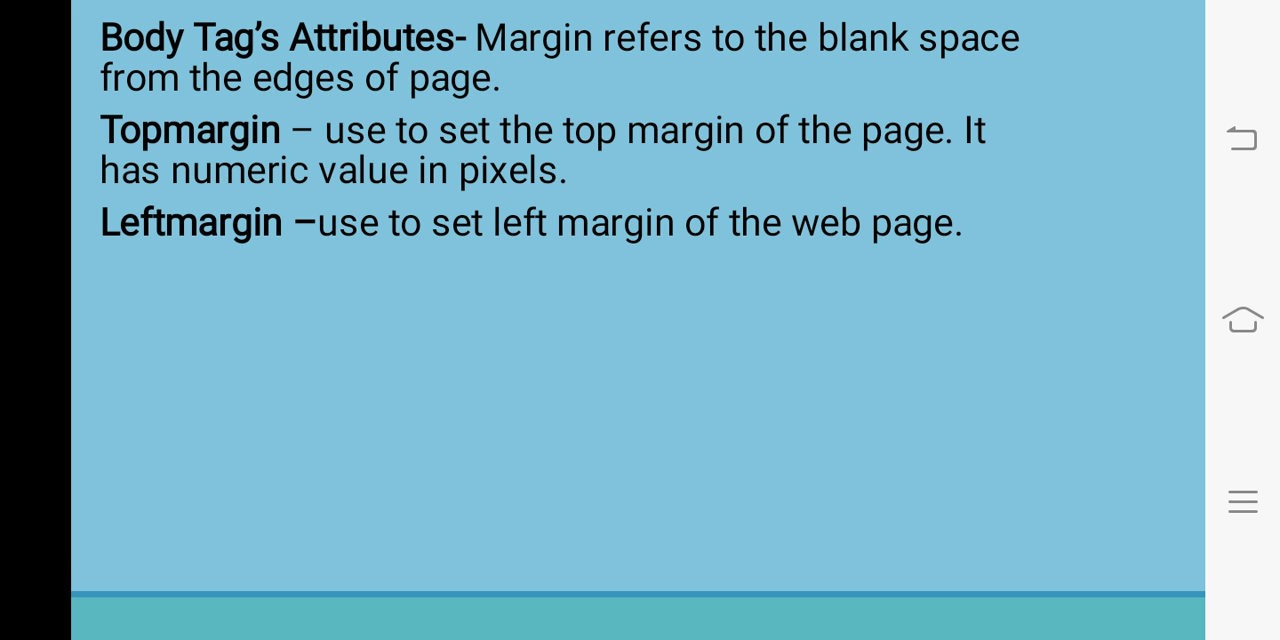 Body Tag’s Attributes- Margin refers to the blank space
from the edges of page.
Topmargin – use to set the top margin of the page. It
has numeric value in pixels.
Leftmargin –use to set left margin of the web page.